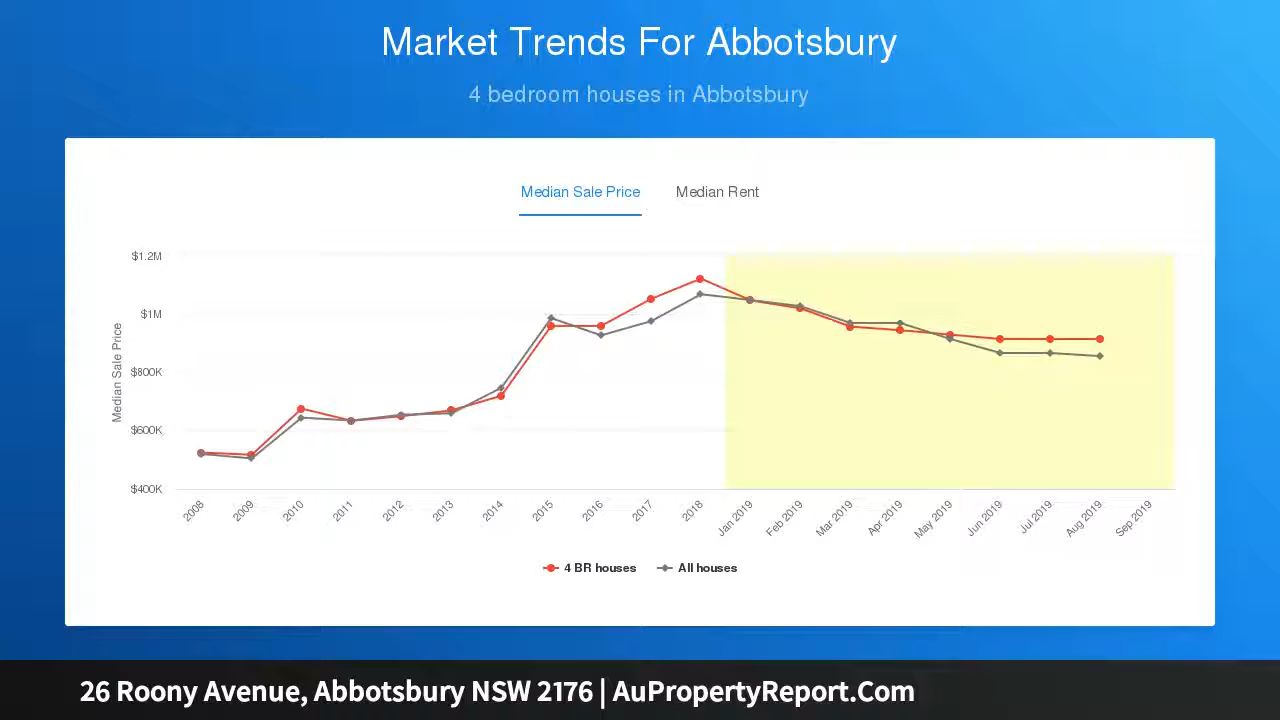 Market Trends For Abbotsbury
4 bedroom houses in Abbotsbury
Median Sale Price
Median Rent
$1.2M
$1M
$800K
$600K
$400K
Median Sale Price
2008
2009
2010
2011
2012
2013
2014
2015
2016
2017
2018
Jan 2019
Feb 2019
Mar 2019
Apr 2019
May 2019
Jun 2019
Jul 2019
Aug 2019
Sep 2019
4 BR houses
All houses
26 Roony Avenue, Abbotsbury NSW 2176 | AuPropertyReport.Com